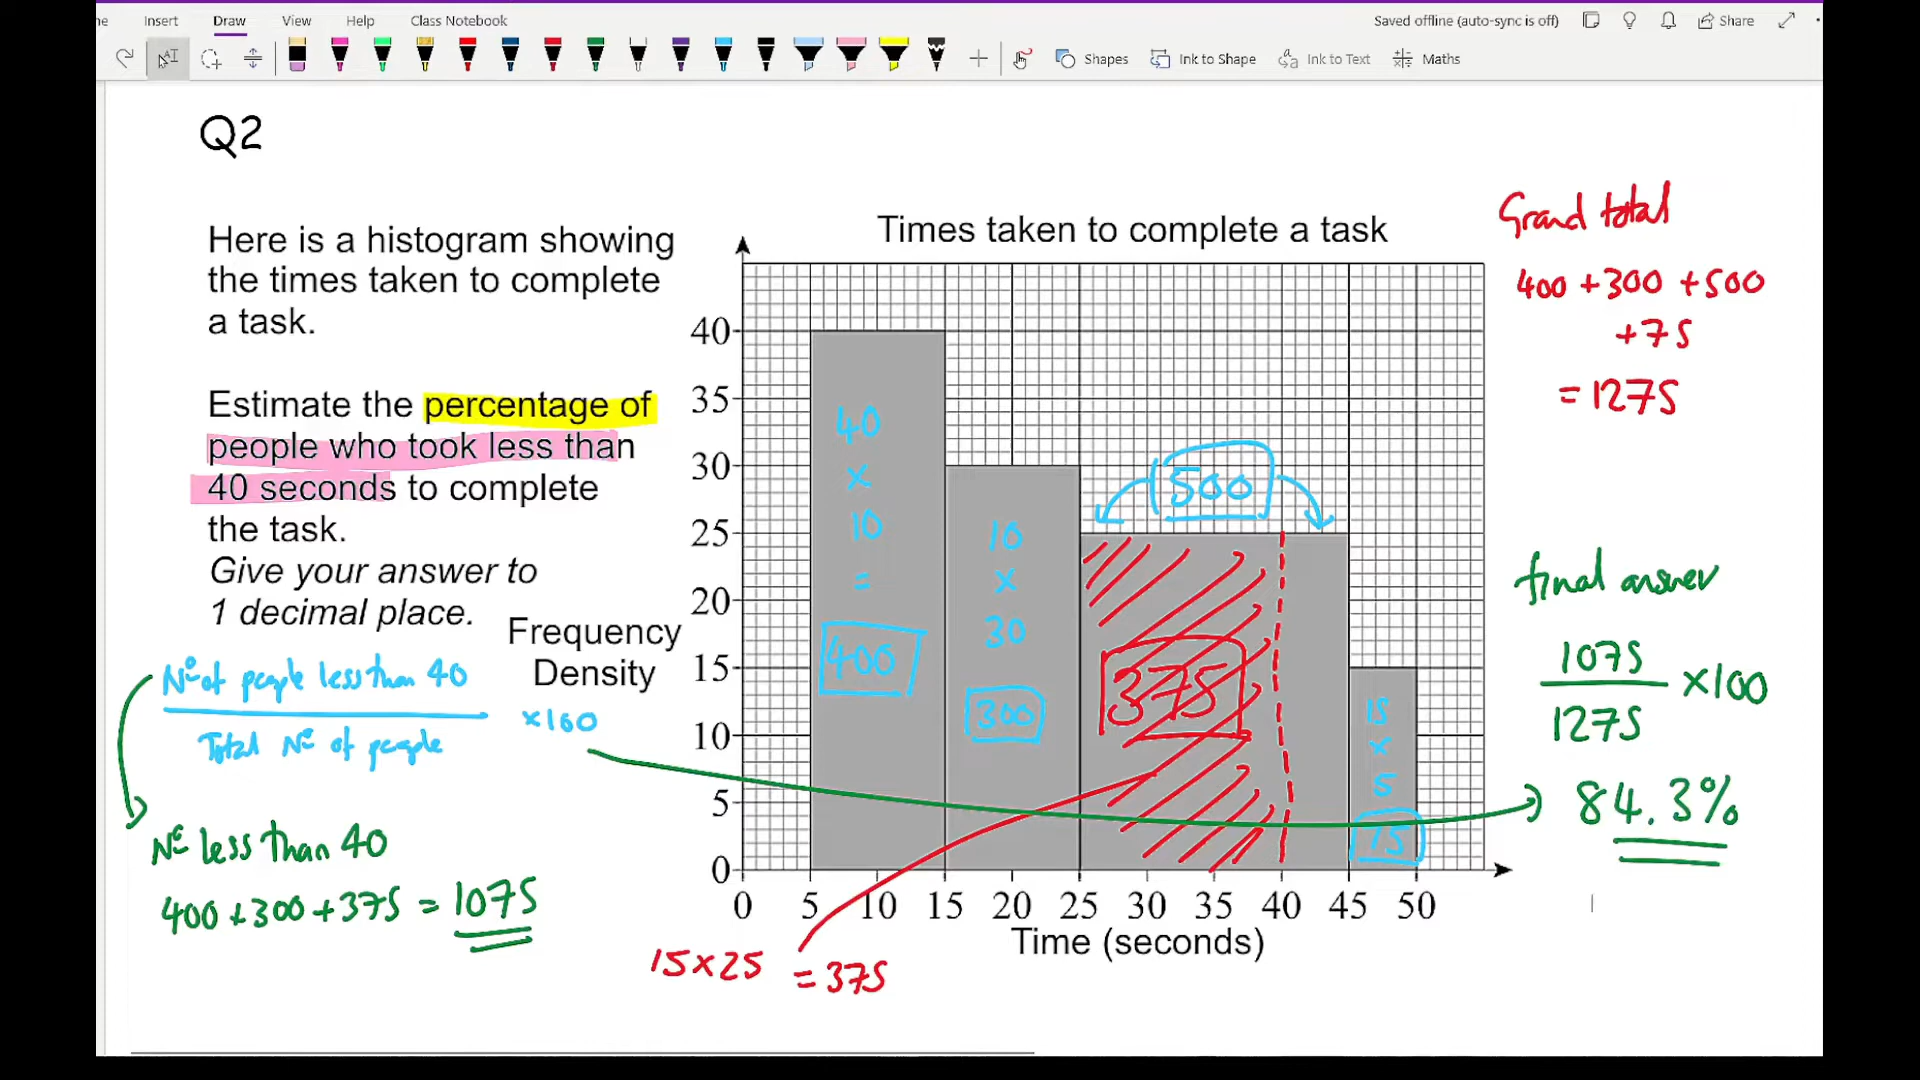 Insert Draw View Help Class Notebook
Saved offline (auto-sync is off) Share
Shapes Ink to Shape Ink to Text Maths
Q2
Here is a histogram showing
the times taken to complete
a task.
Estimate the percentage of
people who took less than
40 seconds to complete
the task.
Give your answer to
1 decimal place.
Nº of people less than 40
Total Nº of people
×100
Nº less than 40
400+300+375 = 1075
Times taken to complete a task
Frequency
Density
40
35
30
25
20
15
10
5
0
0 5 10 15 20 25 30 35 40 45 50
Time (seconds)
40
×
10
=
400
10
×
30
300
500
375
15
×
5
75
15×25 = 375
Grand total
400 +300 +500
+75
= 1275
final answer
1075
1275
×100
84.3%